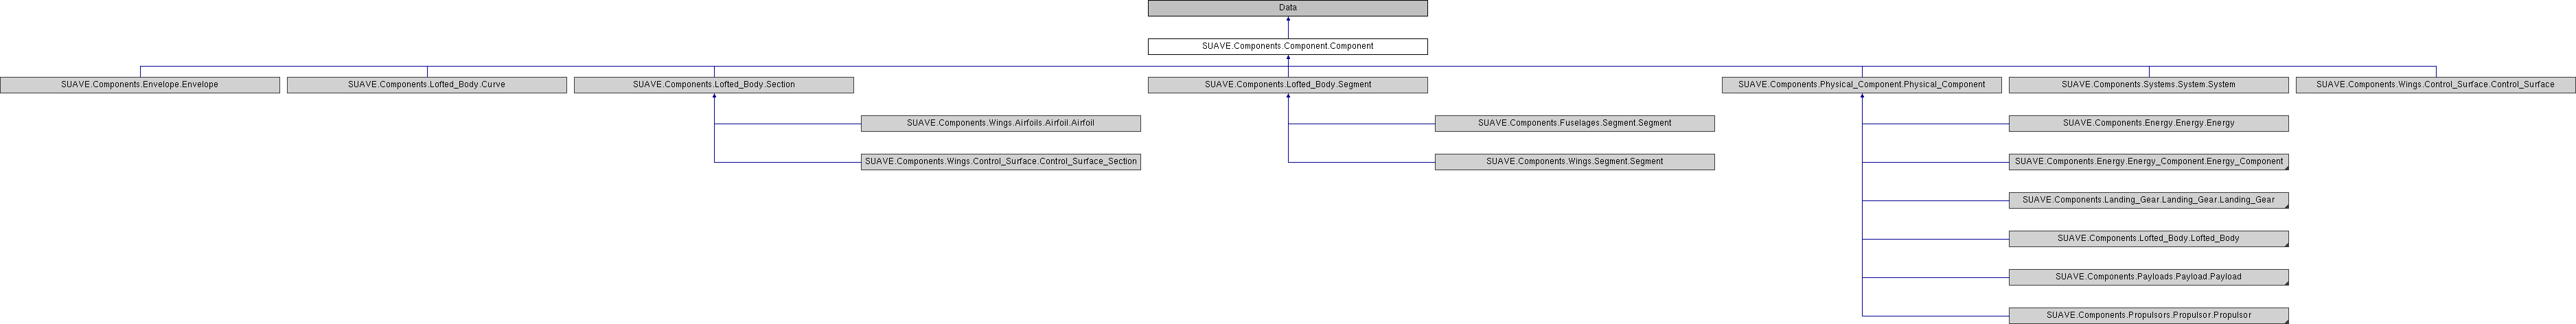 Data
SUAVE.Components.Component.Component
SUAVE.Components.Envelope.Envelope
SUAVE.Components.Lofted_Body.Curve
SUAVE.Components.Lofted_Body.Section
SUAVE.Components.Lofted_Body.Segment
SUAVE.Components.Physical_Component.Physical_Component
SUAVE.Components.Systems.System.System
SUAVE.Components.Wings.Control_Surface.Control_Surface
SUAVE.Components.Wings.Airfoils.Airfoil.Airfoil
SUAVE.Components.Fuselages.Segment.Segment
SUAVE.Components.Energy.Energy.Energy
SUAVE.Components.Wings.Control_Surface.Control_Surface_Section
SUAVE.Components.Wings.Segment.Segment
SUAVE.Components.Energy.Energy_Component.Energy_Component
SUAVE.Components.Landing_Gear.Landing_Gear.Landing_Gear
SUAVE.Components.Lofted_Body.Lofted_Body
SUAVE.Components.Payloads.Payload.Payload
SUAVE.Components.Propulsors.Propulsor.Propulsor